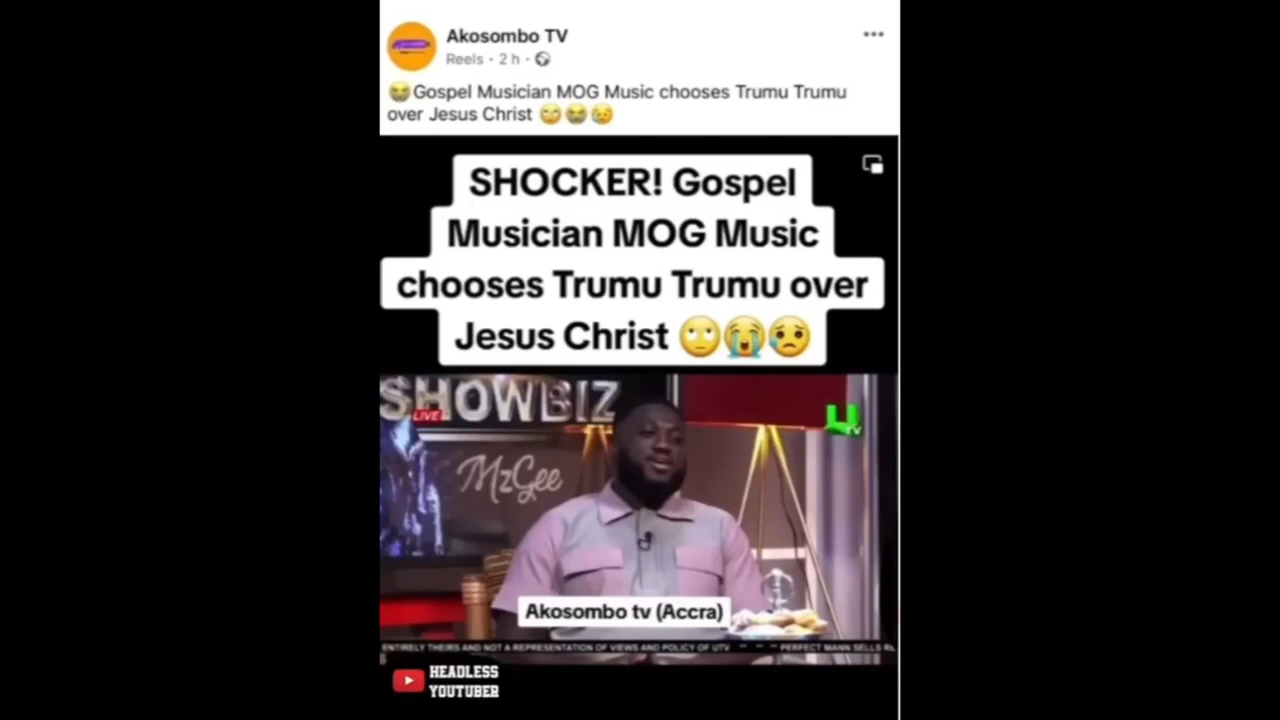 Akosombo TV
Reels · 2 h ·
😭Gospel Musician MOG Music chooses Trumu Trumu
over Jesus Christ 🙄😭😥
SHOCKER! Gospel
Musician MOG Music
chooses Trumu Trumu over
Jesus Christ 🙄😭😥
SHOWBIZ
LIVE
U
TV
MzGee
Akosombo tv (Accra)
ENTIRELY THEIRS AND NOT A REPRESENTATION OF VIEWS AND POLICY OF UTV
PERFECT MANN SELLS
HEADLESS
YOUTUBER